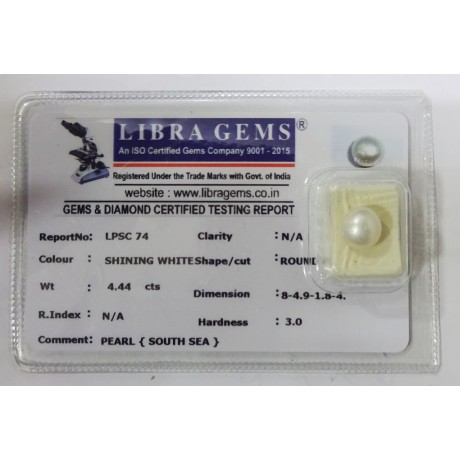 LIBRA GEMS®
An ISO Certified Gems Company 9001 - 2015
Registered Under the Trade Marks with Govt. of India
website : www.libragems.co.in
GEMS & DIAMOND CERTIFIED TESTING REPORT
ReportNo: LPSC 74 Clarity : N/A
Colour : SHINING WHITE Shape/cut : ROUND
Wt : 4.44 cts Dimension :8-4.9-1.8-4.
R.Index : N/A Hardness : 3.0
Comment: PEARL { SOUTH SEA }